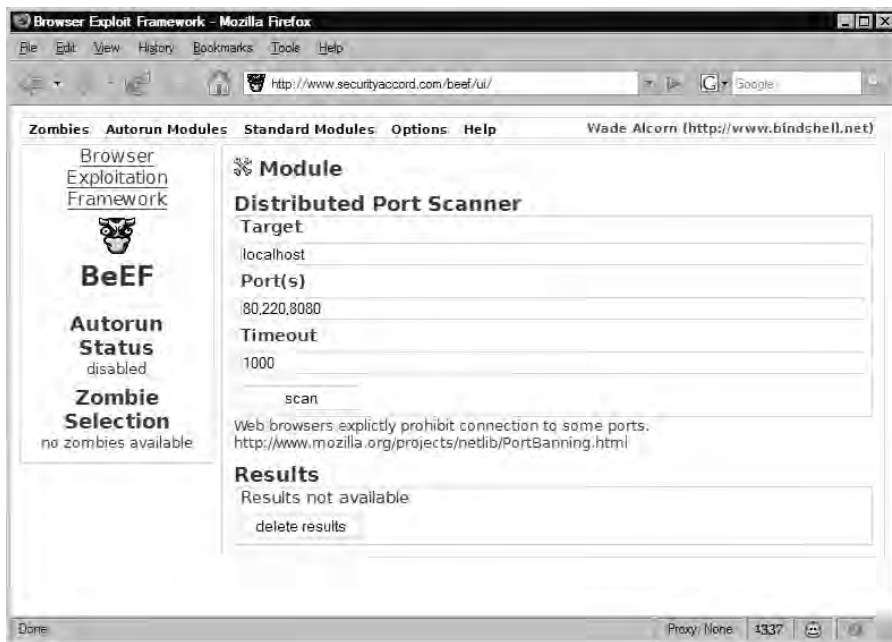 Browser Exploit Framework - Mozilla Firefox
File Edit View History Bookmarks Tools Help
http://www.securityaccord.com/beef/ui/
G Google
Zombies Autorun Modules Standard Modules Options Help Wade Alcorn (http://www.bindshell.net)
Browser
Exploitation
Framework
BeEF
Autorun
Status
disabled
Zombie
Selection
no zombies available
Module
Distributed Port Scanner
Target
localhost
Port(s)
80,220,8080
Timeout
1000
scan
Web browsers explictly prohibit connection to some ports.
http://www.mozilla.org/projects/netlib/PortBanning.html
Results
Results not available
delete results
Done Proxy: None 1337